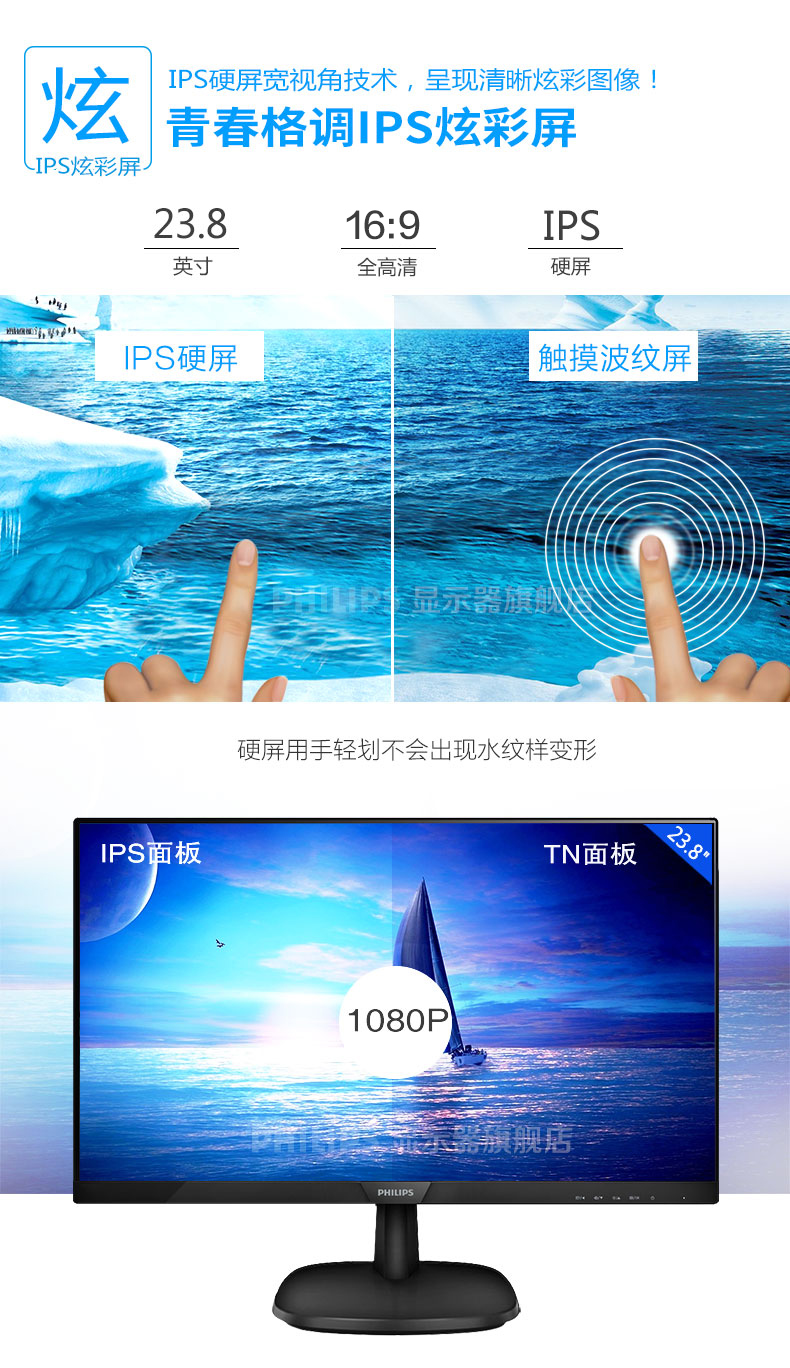 炫
IPS炫彩屏
IPS硬屏宽视角技术，呈现清晰炫彩图像！
青春格调IPS炫彩屏
23.8
英寸
16:9
全高清
IPS
硬屏
IPS硬屏
触摸波纹屏
PHILIPS 显示器旗舰店
硬屏用手轻划不会出现水纹样变形
IPS面板
TN面板
23.8"
1080P
PHILIPS 显示器旗舰店
PHILIPS